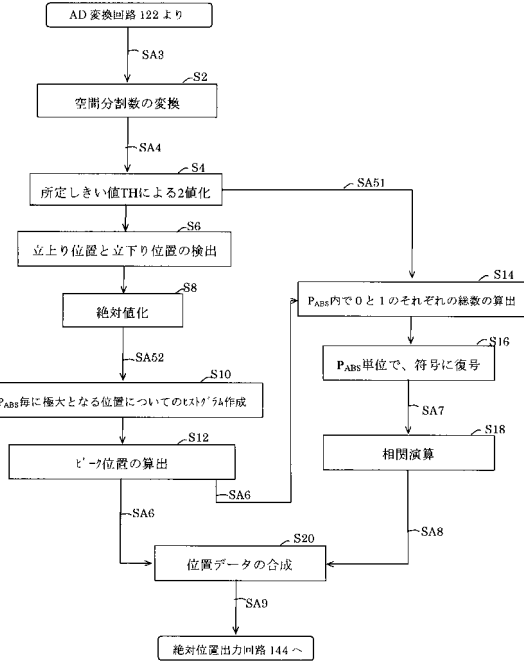 AD変換回路122より
SA3
S2
空間分割数の変換
SA4
S4
所定しきい値THによる2値化
SA51
S6
立上り位置と立下り位置の検出
S8
絶対値化
S14
PABS内で0と1のそれぞれの総数の算出
SA52
S16
PABS単位で、符号に復号
S10
PABS毎に極大となる位置についてのﾋｽﾄｸﾞﾗﾑ作成
SA7
S12
ﾋﾟｰｸ位置の算出
S18
相関演算
SA6
SA6
SA8
S20
位置データの合成
SA9
絶対位置出力回路144へ